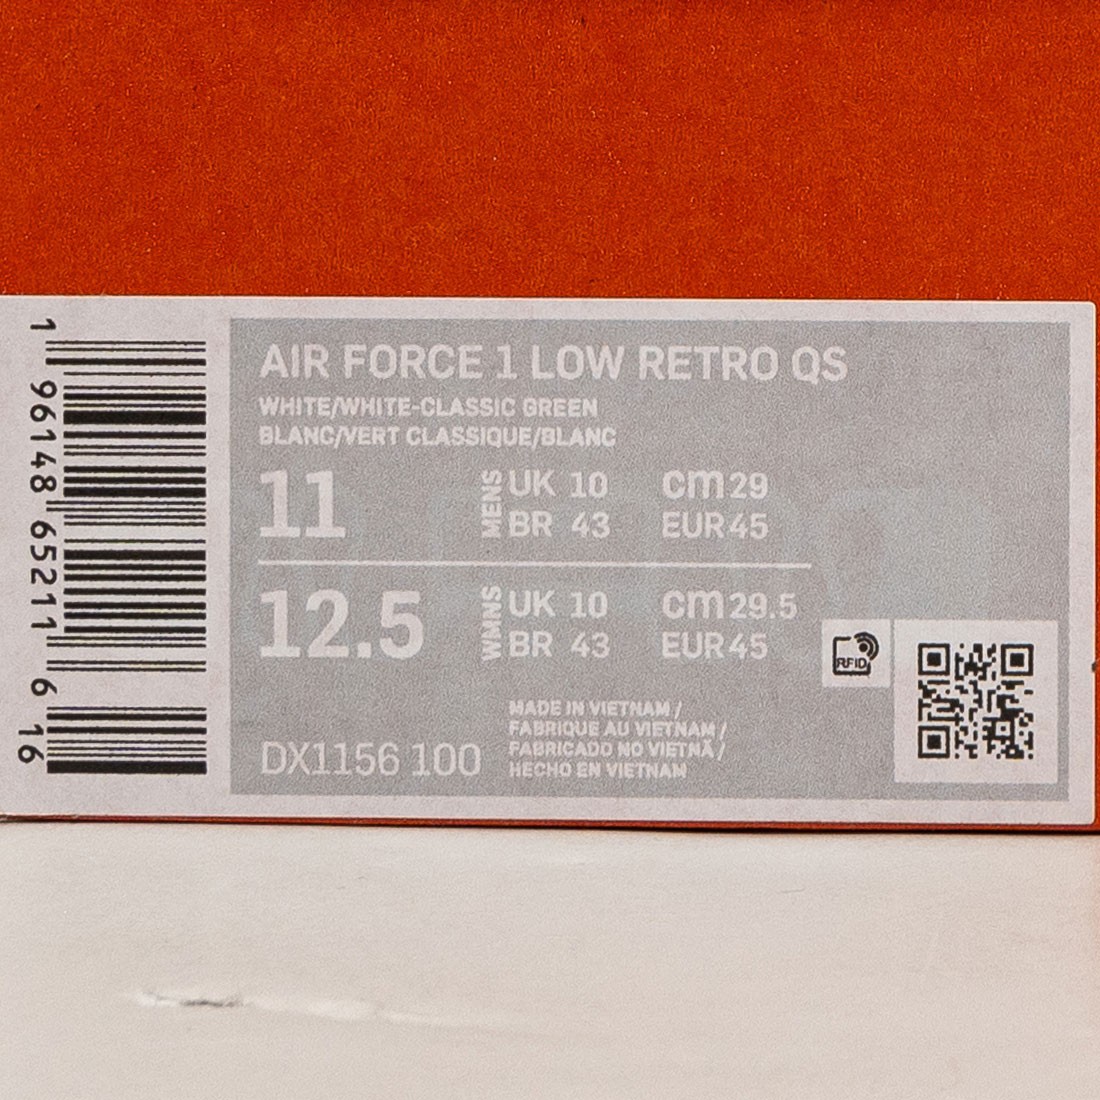 AIR FORCE 1 LOW RETRO QS
WHITE/WHITE-CLASSIC GREEN
BLANC/VERT CLASSIQUE/BLANC
11 MENS UK 10 cm 29
BR 43 EUR 45
12.5 WMNS UK 10 cm 29.5
BR 43 EUR 45
RFID
MADE IN VIETNAM /
FABRIQUE AU VIETNAM /
FABRICADO NO VIETNÃ /
HECHO EN VIETNAM
DX1156 100
1 96148 65211 6 16